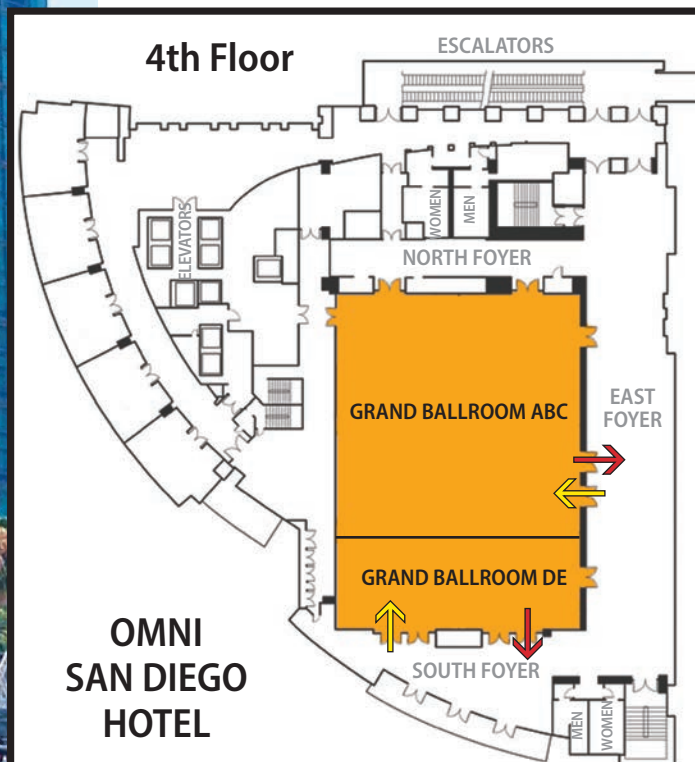 4th Floor
ESCALATORS
ELEVATORS
WOMEN
MEN
NORTH FOYER
GRAND BALLROOM ABC
EAST
FOYER
GRAND BALLROOM DE
OMNI
SAN DIEGO
HOTEL
SOUTH FOYER
MEN
WOMEN